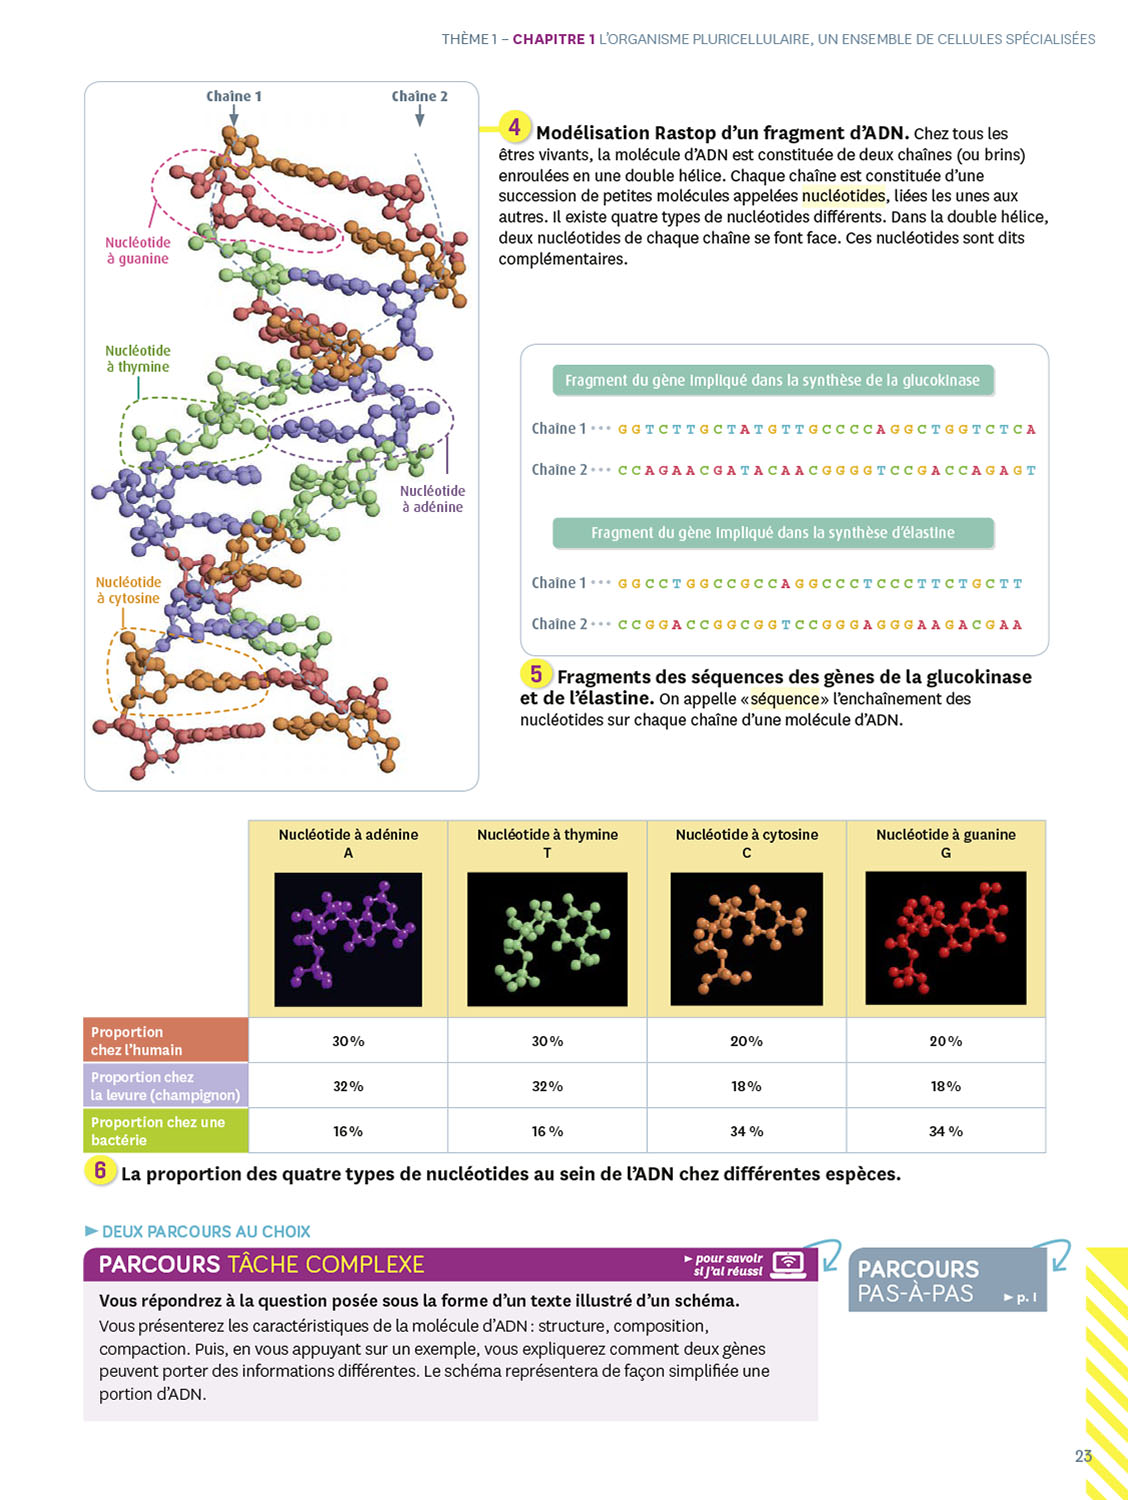 THÈME 1 – CHAPITRE 1 L'ORGANISME PLURICELLULAIRE, UN ENSEMBLE DE CELLULES SPÉCIALISÉES
Chaîne 1
Chaîne 2
Nucléotide
à guanine
Nucléotide
à thymine
Nucléotide
à adénine
Nucléotide
à cytosine
4 Modélisation Rastop d'un fragment d'ADN. Chez tous les
êtres vivants, la molécule d'ADN est constituée de deux chaînes (ou brins)
enroulées en une double hélice. Chaque chaîne est constituée d'une
succession de petites molécules appelées nucléotides, liées les unes aux
autres. Il existe quatre types de nucléotides différents. Dans la double hélice,
deux nucléotides de chaque chaîne se font face. Ces nucléotides sont dits
complémentaires.
Fragment du gène impliqué dans la synthèse de la glucokinase
Chaîne 1 ••• G G T C T T G C T A T G T T G C C C C A G G C T G G T C T C A
Chaîne 2 ••• C C A G A A C G A T A C A A C G G G G T C C G A C C A G A G T
Fragment du gène impliqué dans la synthèse d'élastine
Chaîne 1 ••• G G C C T G G C C G C C A G G C C C T C C C T T C T G C T T
Chaîne 2 ••• C C G G A C C G G C G G T C C G G G A G G G A A G A C G A A
5 Fragments des séquences des gènes de la glucokinase
et de l'élastine. On appelle «séquence» l'enchaînement des
nucléotides sur chaque chaîne d'une molécule d'ADN.
Nucléotide à adénine
A
Nucléotide à thymine
T
Nucléotide à cytosine
C
Nucléotide à guanine
G
Proportion
chez l'humain
30 %
30 %
20 %
20 %
Proportion chez
la levure (champignon)
32 %
32 %
18 %
18 %
Proportion chez une
bactérie
16 %
16 %
34 %
34 %
6 La proportion des quatre types de nucléotides au sein de l'ADN chez différentes espèces.
► DEUX PARCOURS AU CHOIX
PARCOURS TÂCHE COMPLEXE
► pour savoir
si j'ai réussi
Vous répondrez à la question posée sous la forme d'un texte illustré d'un schéma.
Vous présenterez les caractéristiques de la molécule d'ADN : structure, composition,
compaction. Puis, en vous appuyant sur un exemple, vous expliquerez comment deux gènes
peuvent porter des informations différentes. Le schéma représentera de façon simplifiée une
portion d'ADN.
PARCOURS
PAS-À-PAS ► p. I
23